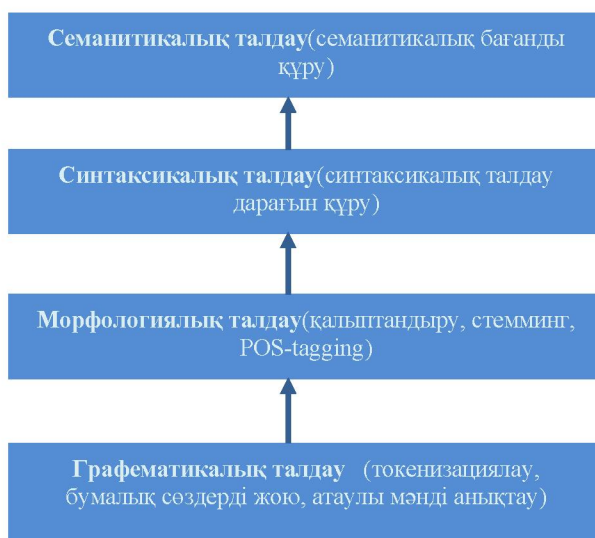 Семанитикалық талдау(семанитикалық бағанды
құру)
Синтаксикалық талдау(синтаксикалық талдау
дарағын құру)
Морфологиялық талдау(қалыптандыру, стемминг,
POS-tagging)
Графематикалық талдау (токенизациялау,
бумалық сөздерді жою, атаулы мәнді анықтау)